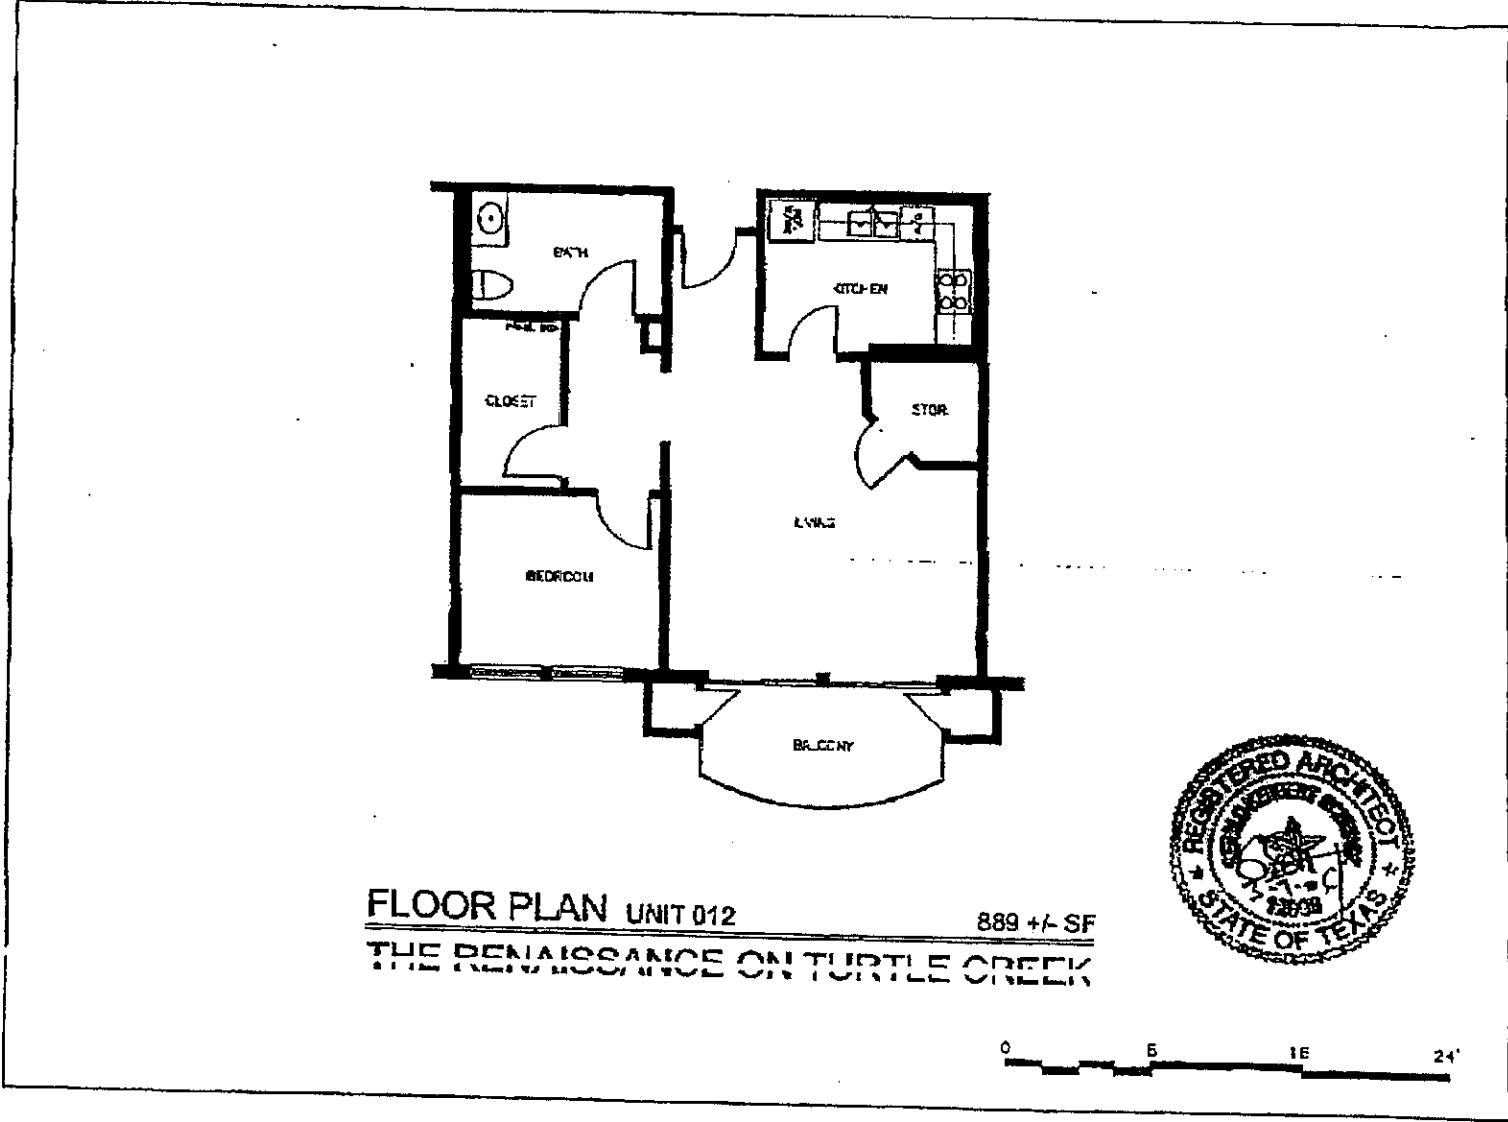 BATH
KITCHEN
CLOSET
STOR
LIVING
BEDROOM
BALCONY
FLOOR PLAN UNIT 012
889 +/- SF
THE RENAISSANCE ON TURTLE CREEK
REGISTERED ARCHITECT
STATE OF TEXAS
0
24'